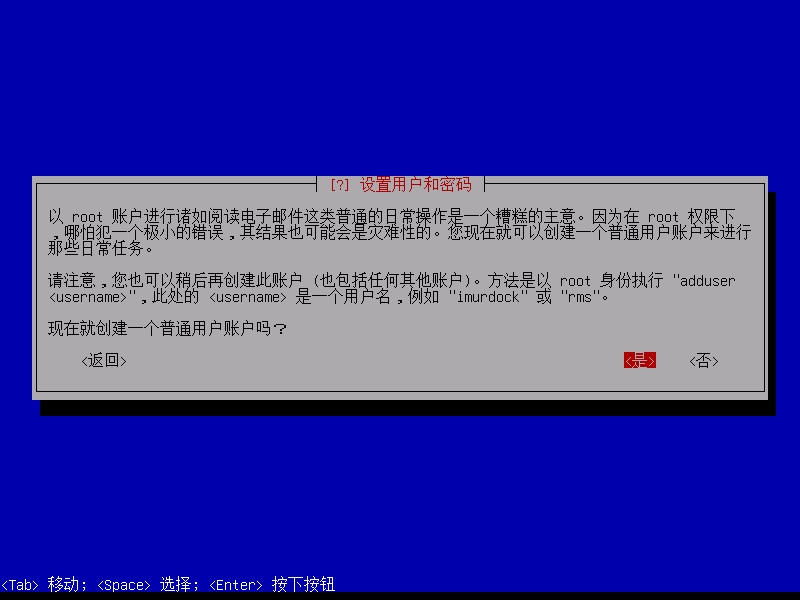 [?] 设置用户和密码
以 root 账户进行诸如阅读电子邮件这类普通的日常操作是一个糟糕的主意。因为在 root 权限下
，哪怕犯一个极小的错误，其结果也可能会是灾难性的。您现在就可以创建一个普通用户账户来进行
那些日常任务。
请注意，您也可以稍后再创建此账户 (也包括任何其他账户)。方法是以 root 身份执行 "adduser
<username>"，此处的 <username> 是一个用户名，例如 "imurdock" 或 "rms"。
现在就创建一个普通用户账户吗？
<返回> <是> <否>
<Tab> 移动; <Space> 选择; <Enter> 按下按钮